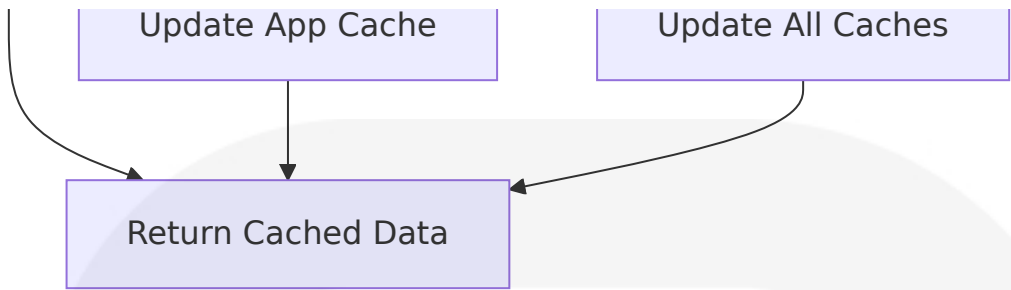 Update App Cache
Update All Caches
Return Cached Data